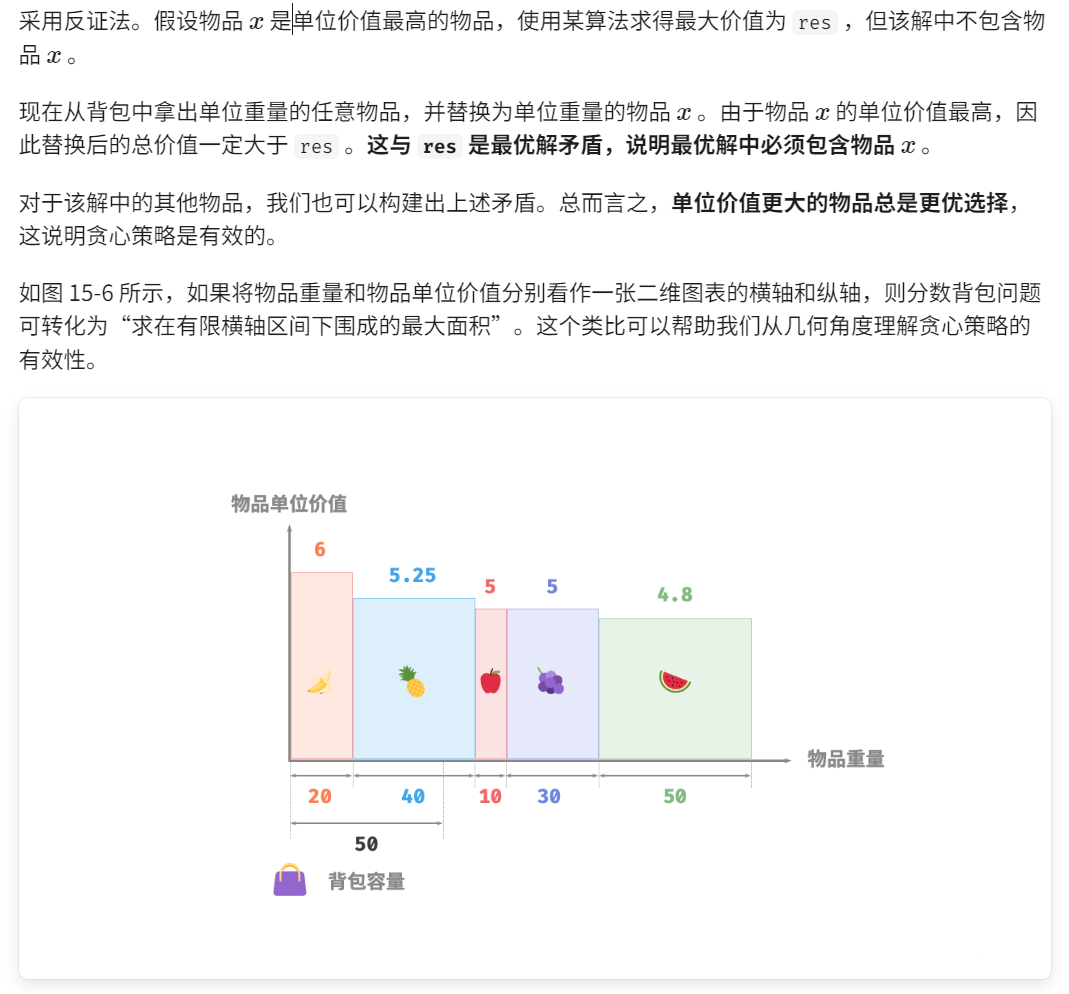 采用反证法。假设物品 x 是单位价值最高的物品，使用某算法求得最大价值为 res ，但该解中不包含物
品 x 。
现在从背包中拿出单位重量的任意物品，并替换为单位重量的物品 x 。由于物品 x 的单位价值最高，因
此替换后的总价值一定大于 res 。这与 res 是最优解矛盾，说明最优解中必须包含物品 x 。
对于该解中的其他物品，我们也可以构建出上述矛盾。总而言之，单位价值更大的物品总是更优选择，
这说明贪心策略是有效的。
如图 15-6 所示，如果将物品重量和物品单位价值分别看作一张二维图表的横轴和纵轴，则分数背包问题
可转化为“求在有限横轴区间下围成的最大面积”。这个类比可以帮助我们从几何角度理解贪心策略的
有效性。
物品单位价值
6
5.25
5
5
4.8
物品重量
20
40
10
30
50
50
背包容量